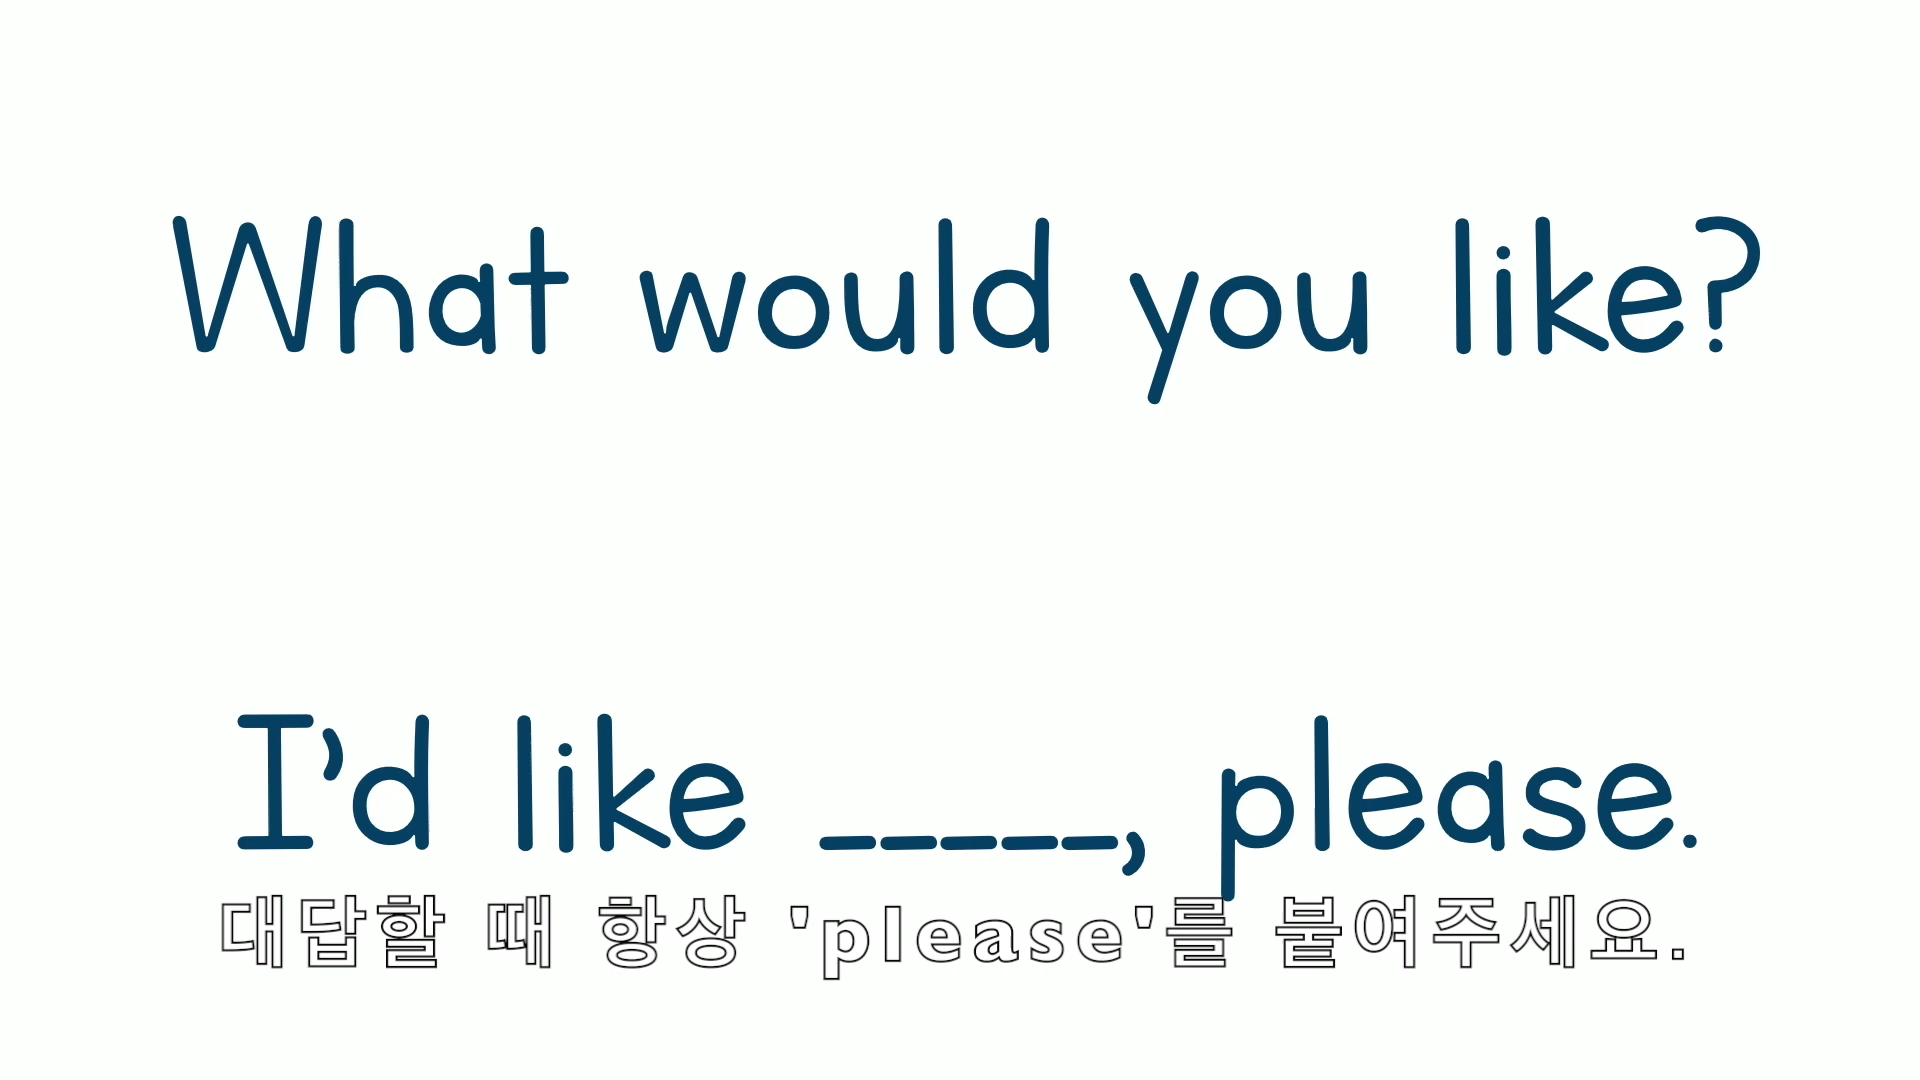 What would you like?
I'd like _____, please.
대답할 때 항상 'please'를 붙여주세요.